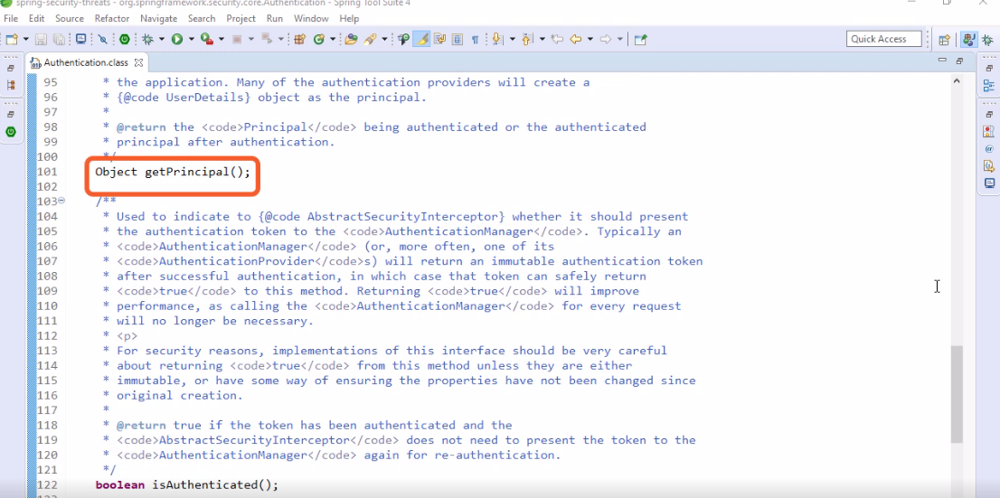 spring-security-threats - org.springframework.security.core.Authentication - Spring Tool Suite 4
File Edit Source Refactor Navigate Search Project Run Window Help
Quick Access
Authentication.class
95 * the application. Many of the authentication providers will create a
96 * {@code UserDetails} object as the principal.
97 *
98 * @return the <code>Principal</code> being authenticated or the authenticated
99 * principal after authentication.
100 */
101 Object getPrincipal();
102
103 /**
104 * Used to indicate to {@code AbstractSecurityInterceptor} whether it should present
105 * the authentication token to the <code>AuthenticationManager</code>. Typically an
106 * <code>AuthenticationManager</code> (or, more often, one of its
107 * <code>AuthenticationProvider</code>s) will return an immutable authentication token
108 * after successful authentication, in which case that token can safely return
109 * <code>true</code> to this method. Returning <code>true</code> will improve
110 * performance, as calling the <code>AuthenticationManager</code> for every request
111 * will no longer be necessary.
112 * <p>
113 * For security reasons, implementations of this interface should be very careful
114 * about returning <code>true</code> from this method unless they are either
115 * immutable, or have some way of ensuring the properties have not been changed since
116 * original creation.
117 *
118 * @return true if the token has been authenticated and the
119 * <code>AbstractSecurityInterceptor</code> does not need to present the token to the
120 * <code>AuthenticationManager</code> again for re-authentication.
121 */
122 boolean isAuthenticated();